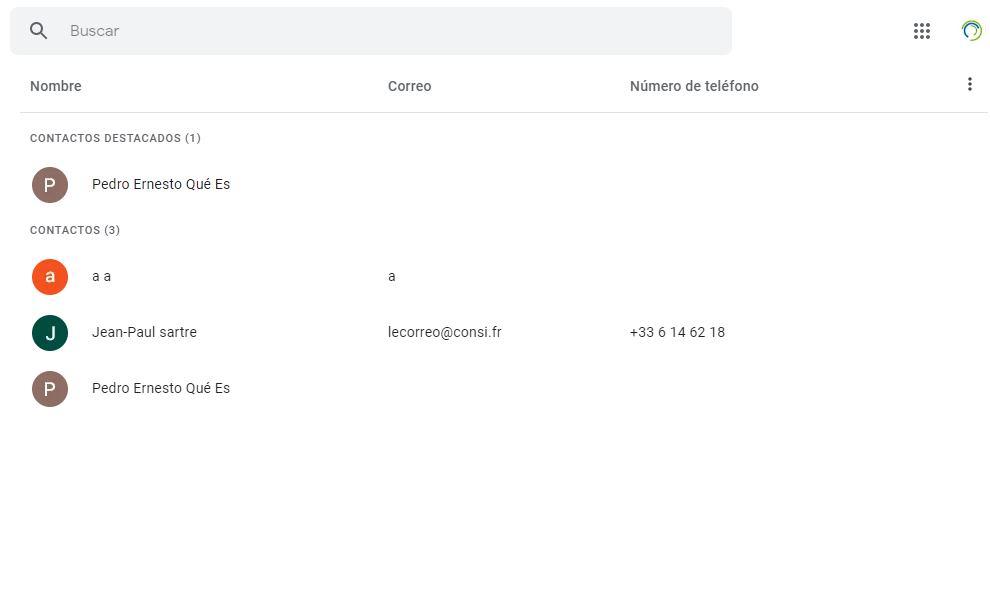 Buscar
Nombre Correo Número de teléfono
CONTACTOS DESTACADOS (1)
P Pedro Ernesto Qué Es
CONTACTOS (3)
a a a a
J Jean-Paul sartre lecorreo@consi.fr +33 6 14 62 18
P Pedro Ernesto Qué Es